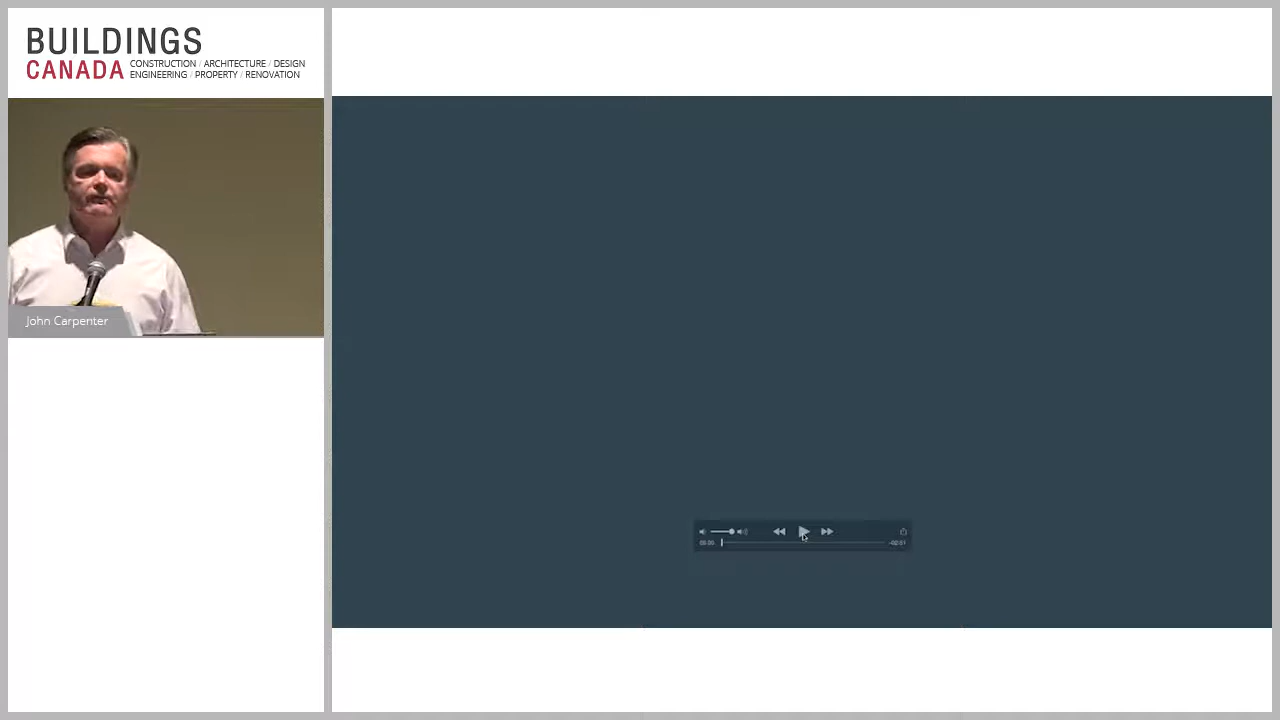 BUILDINGS
CANADA
CONSTRUCTION / ARCHITECTURE / DESIGN
ENGINEERING / PROPERTY / RENOVATION
John Carpenter